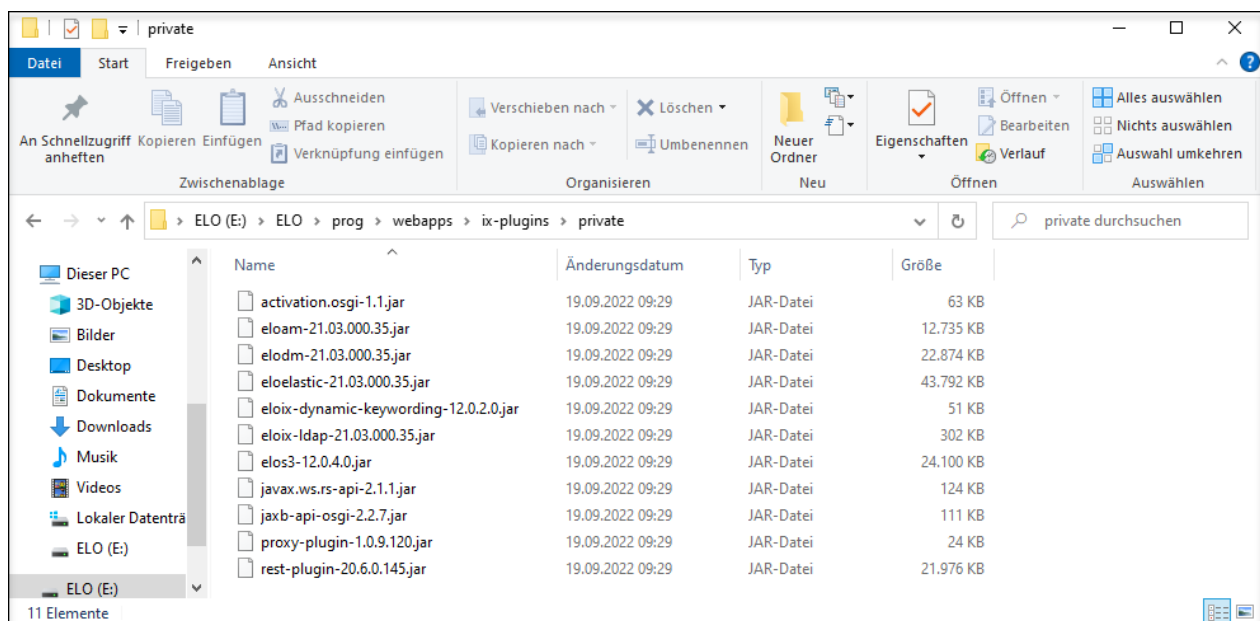 private
Datei Start Freigeben Ansicht
An Schnellzugriff anheften
Kopieren
Einfügen
Ausschneiden
Pfad kopieren
Verknüpfung einfügen
Zwischenablage
Verschieben nach
Kopieren nach
Löschen
Umbenennen
Organisieren
Neuer
Ordner
Neu
Eigenschaften
Öffnen
Bearbeiten
Verlauf
Öffnen
Alles auswählen
Nichts auswählen
Auswahl umkehren
Auswählen
ELO (E:) > ELO > prog > webapps > ix-plugins > private
private durchsuchen
Dieser PC
3D-Objekte
Bilder
Desktop
Dokumente
Downloads
Musik
Videos
Lokaler Datenträ
ELO (E:)
ELO (E:)
Name Änderungsdatum Typ Größe
activation.osgi-1.1.jar 19.09.2022 09:29 JAR-Datei 63 KB
eloam-21.03.000.35.jar 19.09.2022 09:29 JAR-Datei 12.735 KB
elodm-21.03.000.35.jar 19.09.2022 09:29 JAR-Datei 22.874 KB
eloelastic-21.03.000.35.jar 19.09.2022 09:29 JAR-Datei 43.792 KB
eloix-dynamic-keywording-12.0.2.0.jar 19.09.2022 09:29 JAR-Datei 51 KB
eloix-ldap-21.03.000.35.jar 19.09.2022 09:29 JAR-Datei 302 KB
elos3-12.0.4.0.jar 19.09.2022 09:29 JAR-Datei 24.100 KB
javax.ws.rs-api-2.1.1.jar 19.09.2022 09:29 JAR-Datei 124 KB
jaxb-api-osgi-2.2.7.jar 19.09.2022 09:29 JAR-Datei 111 KB
proxy-plugin-1.0.9.120.jar 19.09.2022 09:29 JAR-Datei 24 KB
rest-plugin-20.6.0.145.jar 19.09.2022 09:29 JAR-Datei 21.976 KB
11 Elemente